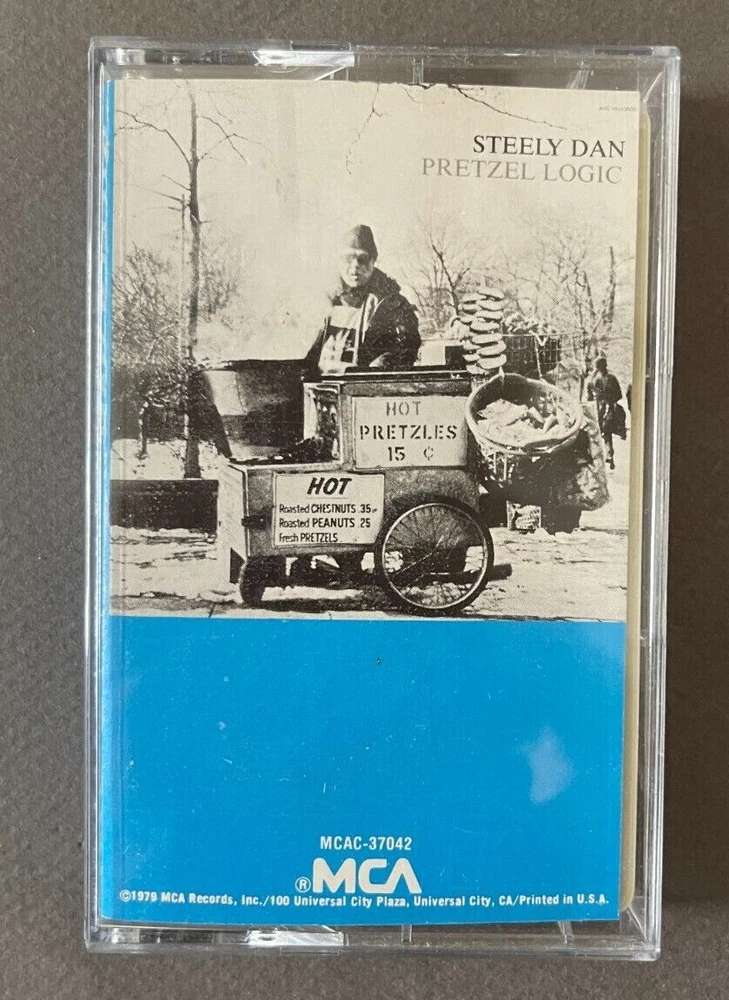 STEELY DAN
PRETZEL LOGIC
HOT
PRETZLES
15 ¢
HOT
Roasted CHESTNUTS .35
Roasted PEANUTS .25
Fresh PRETZELS
MCAC-37042
®MCA
©1979 MCA Records, Inc./100 Universal City Plaza, Universal City, CA/Printed in U.S.A.